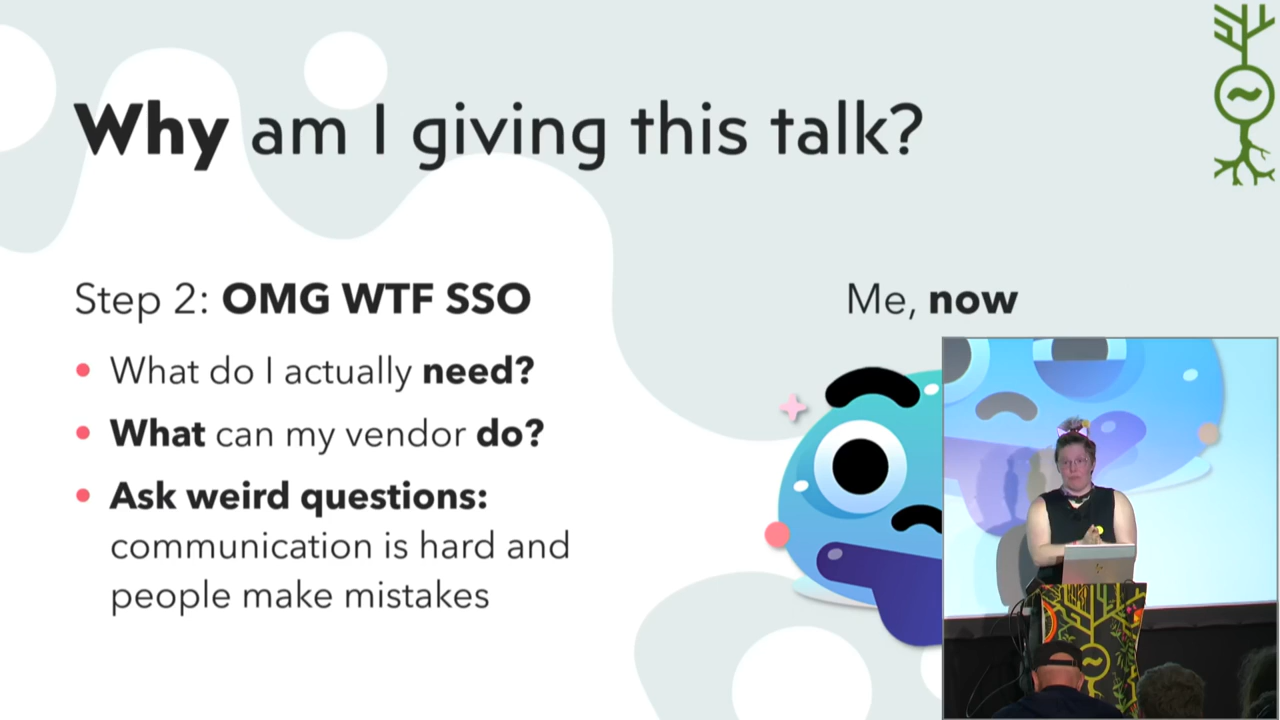 Why am I giving this talk?
Step 2: OMG WTF SSO
Me, now
What do I actually need?
What can my vendor do?
Ask weird questions:
communication is hard and
people make mistakes